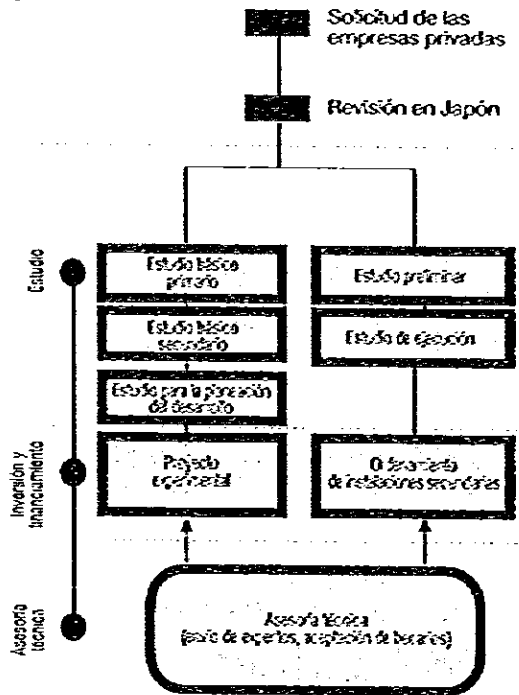 Solicitud de las
empresas privadas
Revisión en Japón
Estudio
Estudio básico
primario
Estudio preliminar
Estudio básico
secundario
Estudio de ejecución
Estudio para la planeación
del desarrollo
Inversión y
financiamiento
Proyecto
experimental
Ordenamiento
de instalaciones secundarias
Asesoría
técnica
Asesoría técnica
(envío de expertos, aceptación de becarios)